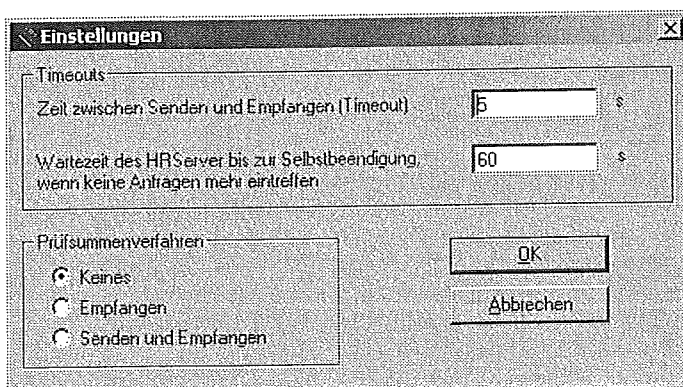 Einstellungen
Timeouts
Zeit zwischen Senden und Empfangen (Timeout) 5 s
Wartezeit des HRServer bis zur Selbstbeendigung, 60 s
wenn keine Anfragen mehr eintreffen
Prüfsummenverfahren
Keines
Empfangen
Senden und Empfangen
OK
Abbrechen